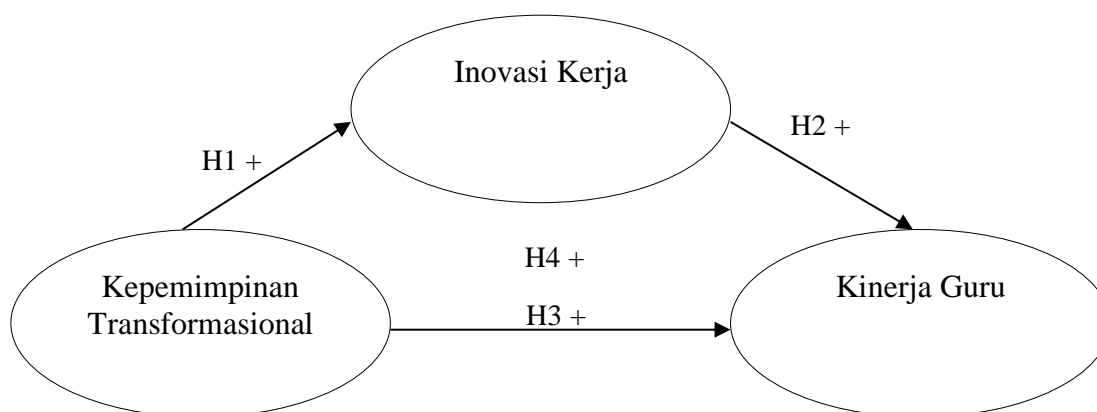 Inovasi Kerja
H1 +
H2 +
H4 +
Kepemimpinan
Transformasional
H3 +
Kinerja Guru